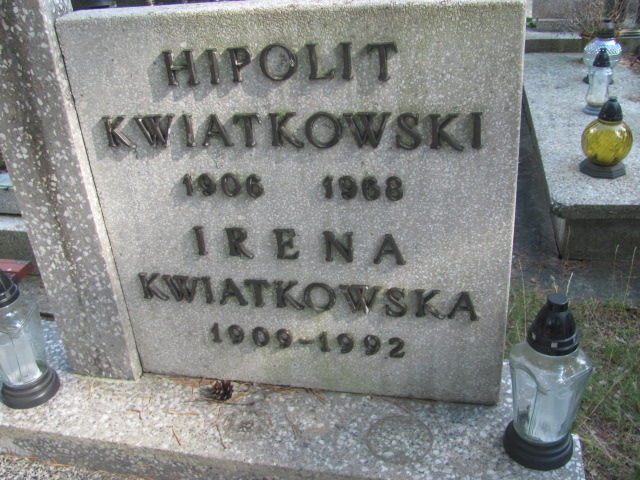 HIPOLIT
KWIATKOWSKI
1906 1968
IRENA
KWIATKOWSKA
1909-1992